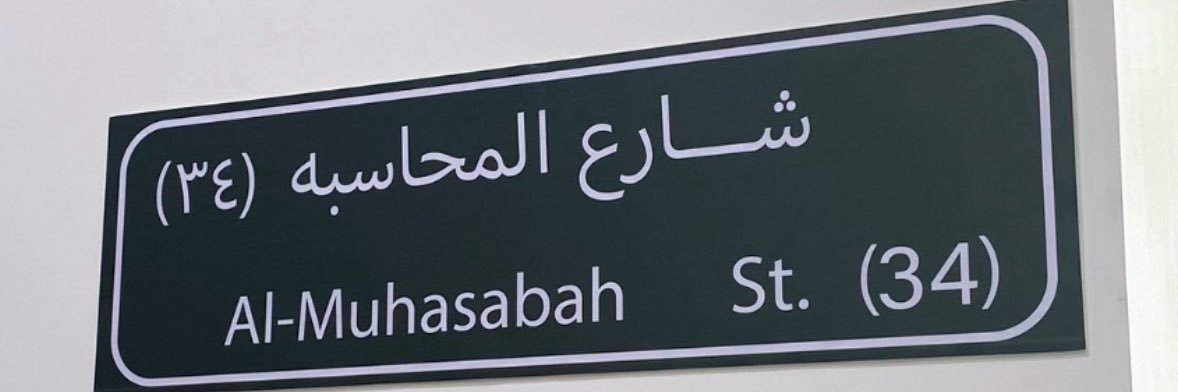 شـــارع المحاسبه (٣٤)
Al-Muhasabah St. (34)